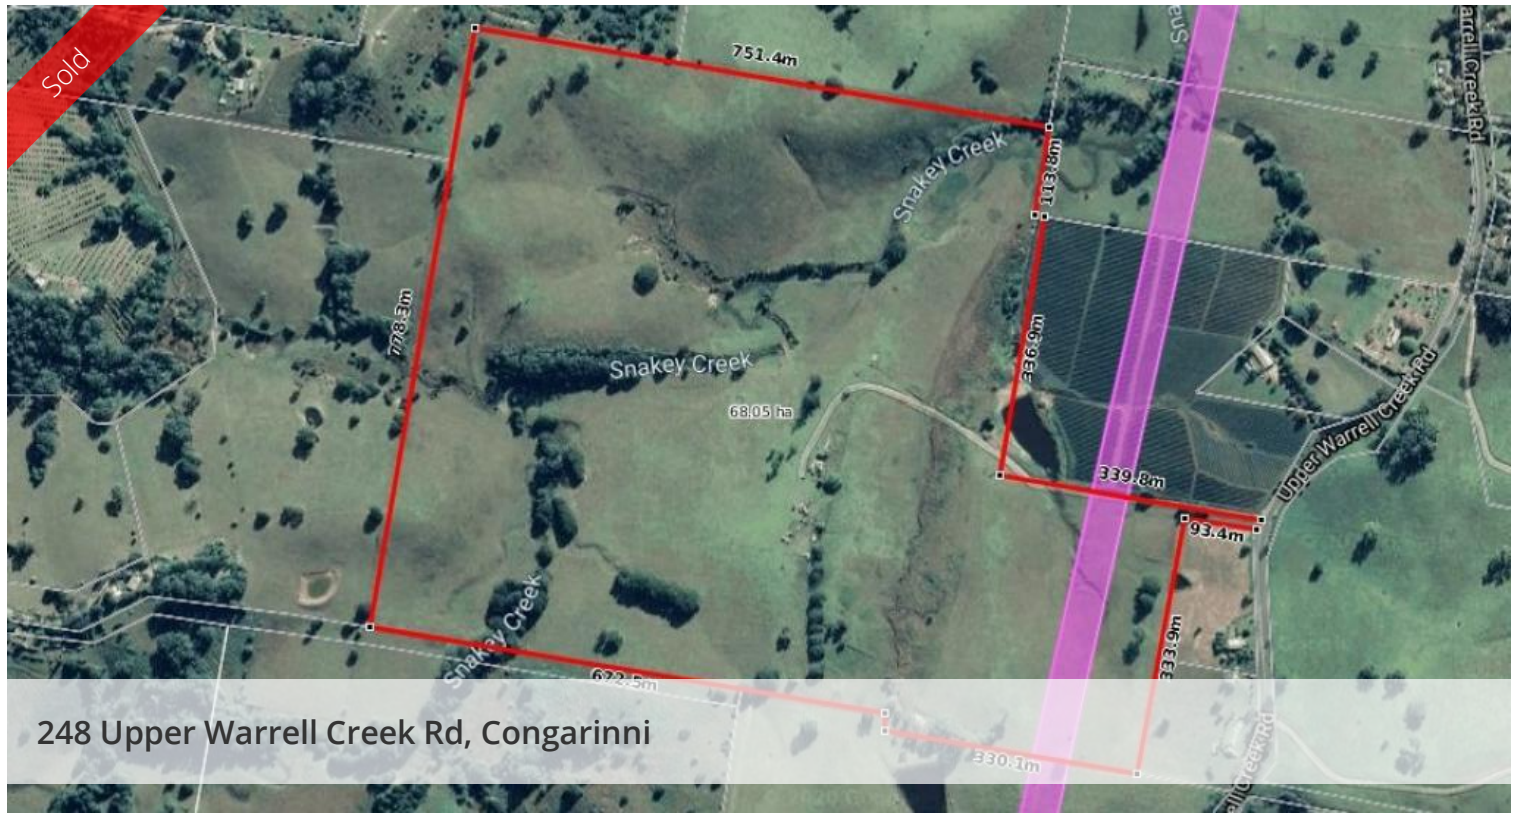 Sold
751.4m
Snakey Creek
113.8m
778.3m
336.9m
Snakey Creek
68.05 ha
Upper Warrell Creek Rd
339.8m
93.4m
Snakey Creek
333.9m
672.5m
248 Upper Warrell Creek Rd, Congarinni
330.1m